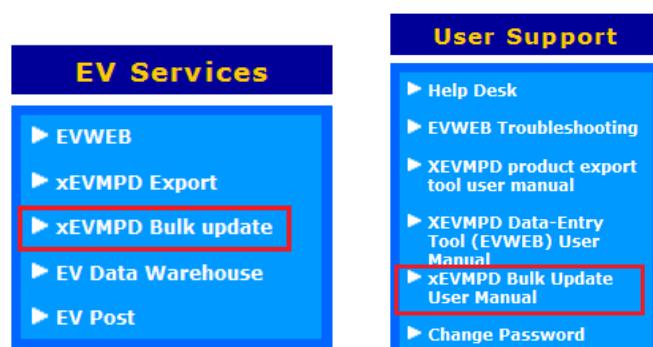 EV Services
EVWEB
xEVMPD Export
xEVMPD Bulk update
EV Data Warehouse
EV Post
User Support
Help Desk
EVWEB Troubleshooting
XEVMPD product export
tool user manual
XEVMPD Data-Entry
Tool (EVWEB) User
Manual
xEVMPD Bulk Update
User Manual
Change Password